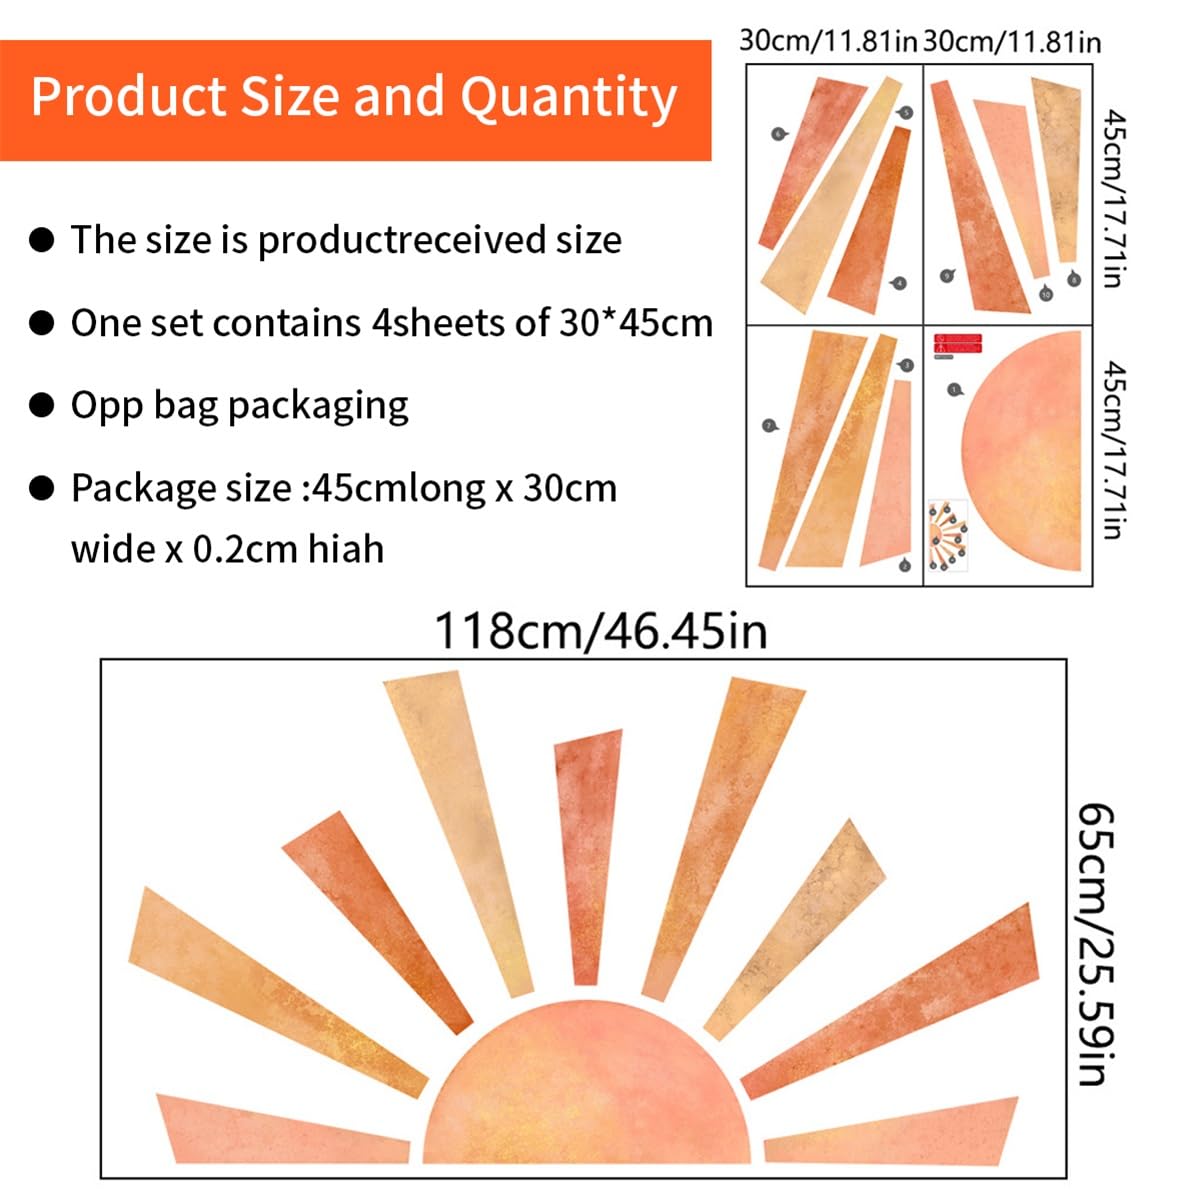 30cm/11.81in 30cm/11.81in
Product Size and Quantity
45cm/17.71in
The size is productreceived size
One set contains 4sheets of 30*45cm
Opp bag packaging
Package size :45cmlong x 30cm
wide x 0.2cm hiah
45cm/17.71in
6
5
4
9
10
8
7
3
2
1
118cm/46.45in
65cm/25.59in